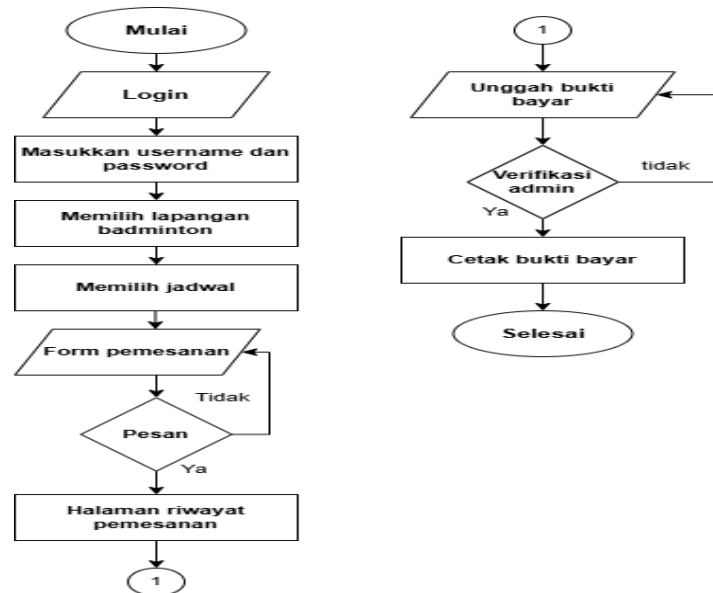 Mulai
Login
Masukkan username dan
password
Memilih lapangan
badminton
Memilih jadwal
Form pemesanan
Tidak
Pesan
Ya
Halaman riwayat
pemesanan
1
1
Unggah bukti
bayar
Verifikasi
admin
tidak
Ya
Cetak bukti bayar
Selesai